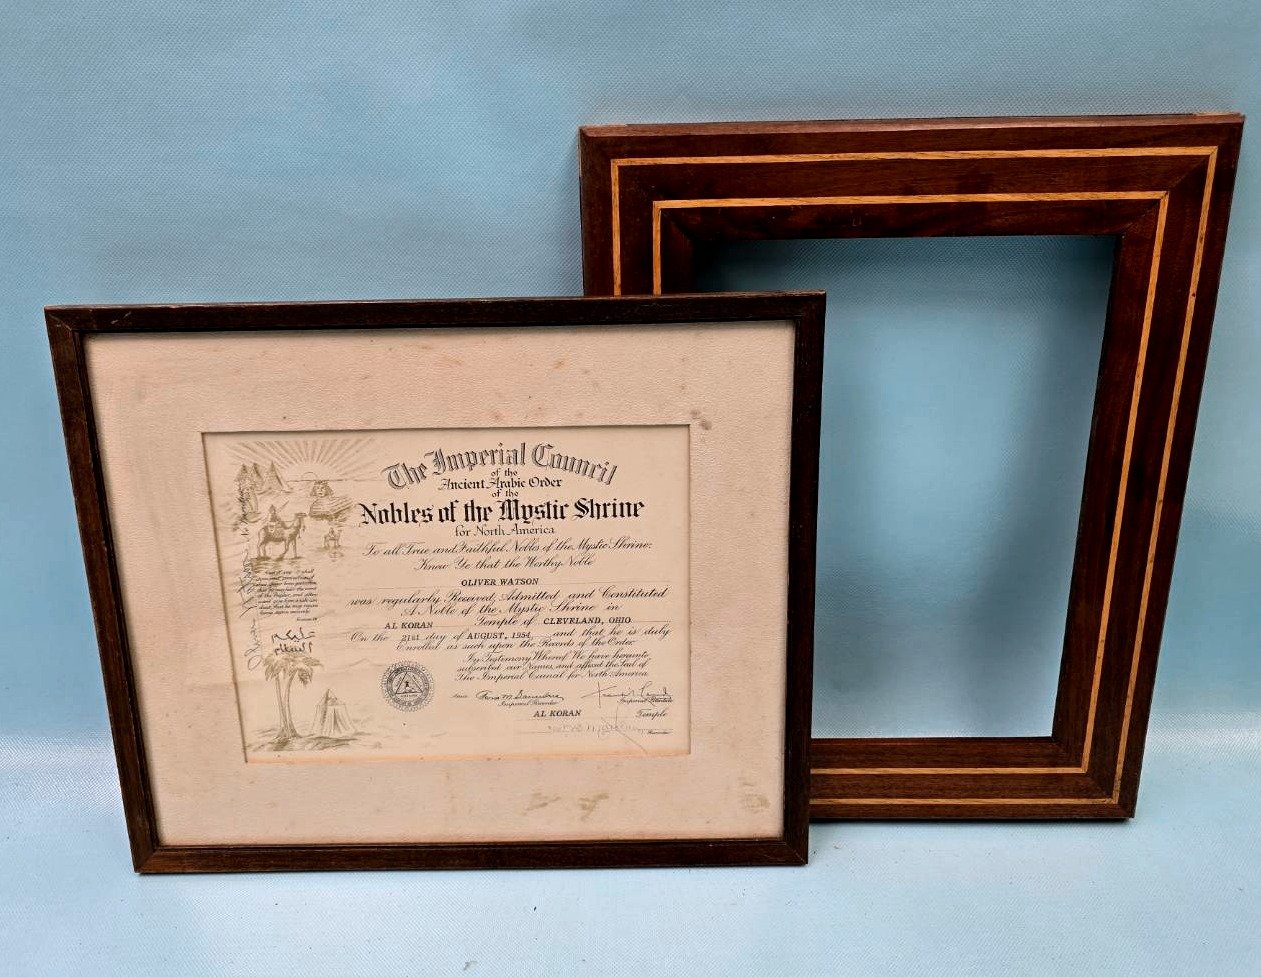 The Imperial Council
of the
Ancient Arabic Order
of the
Nobles of the Mystic Shrine
for North America
To all True and Faithful Nobles of the Mystic Shrine:
Know Ye that the Worthy Noble
OLIVER WATSON
was regularly Received, Admitted and Constituted
A Noble of the Mystic Shrine in
AL KORAN Temple of CLEVELAND, OHIO
On the 21st day of AUGUST, 1954 and that he is duly
Enrolled as such upon the Records of the Order.
In Testimony Whereof We have hereunto
subscribed our Names, and affixed the Seal of
The Imperial Council for North America
Imperial Recorder Imperial Potentate
AL KORAN Temple
Recorder